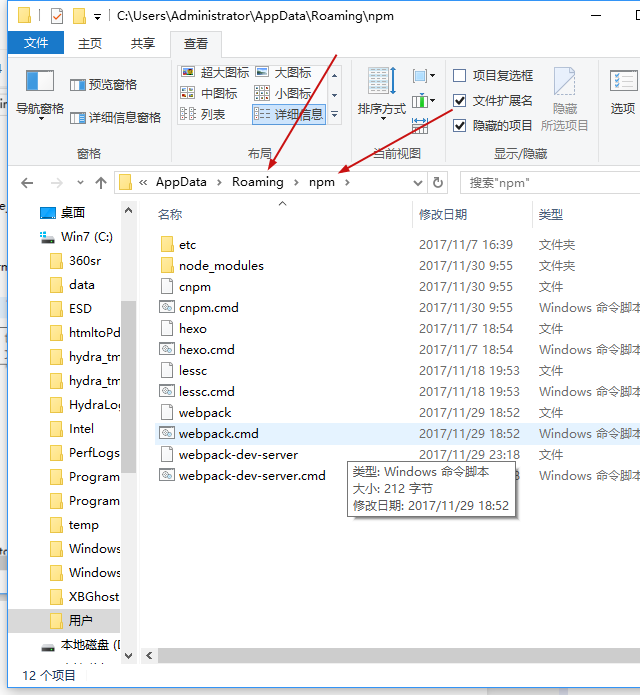 C:\Users\Administrator\AppData\Roaming\npm
文件 主页 共享 查看
导航窗格
预览窗格
详细信息窗格
窗格
超大图标 大图标
中图标 小图标
列表 详细信息
布局
排序方式
当前视图
项目复选框
文件扩展名
隐藏的项目
隐藏
所选项目
显示/隐藏
选项
« AppData › Roaming › npm ›
搜索"npm"
桌面
Win7 (C:)
360sr
data
ESD
htmltoPd
hydra_tm
hydra_tm
HydraLog
Intel
PerfLogs
Program
Program
temp
Windows
Windows
XBGhost
用户
本地磁盘 (D
名称 修改日期 类型
etc 2017/11/7 16:39 文件夹
node_modules 2017/11/30 9:55 文件夹
cnpm 2017/11/30 9:55 文件
cnpm.cmd 2017/11/30 9:55 Windows 命令脚本
hexo 2017/11/7 18:54 文件
hexo.cmd 2017/11/7 18:54 Windows 命令脚本
lessc 2017/11/18 19:53 文件
lessc.cmd 2017/11/18 19:53 Windows 命令脚本
webpack 2017/11/29 18:52 文件
webpack.cmd 2017/11/29 18:52 Windows 命令脚本
webpack-dev-server 2017/11/29 23:18 文件
webpack-dev-server.cmd Windows 命令脚本
类型: Windows 命令脚本
大小: 212 字节
修改日期: 2017/11/29 18:52
12 个项目